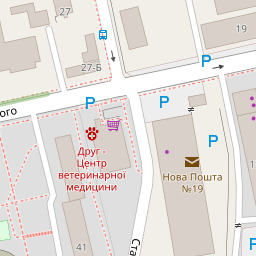 27
19
27-Б
P
P
P
ого
P
Друг -
Центр
ветеринарної
медицини
Нова Пошта
№19
41
Ста
P